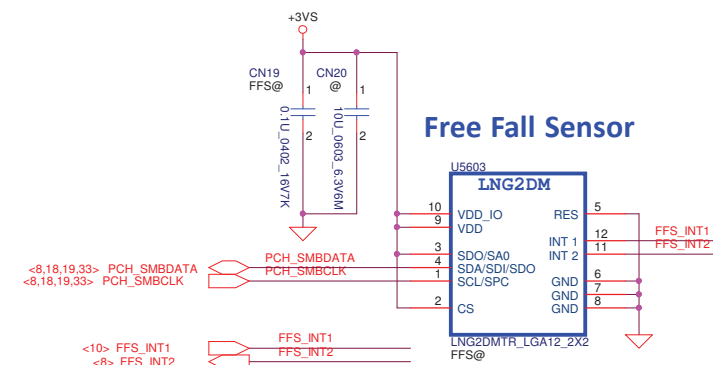 +3VS
CN19
FFS@
CN20
@
1
1
2
2
0.1U_0402_16V7K
10U_0603_6.3V6M
Free Fall Sensor
U5603
LNG2DM
10
VDD_IO
9
VDD
3
SDO/SA0
4
SDA/SDI/SDO
1
SCL/SPC
2
CS
RES
5
INT 1
12
INT 2
11
GND
6
GND
7
GND
8
FFS_INT1
FFS_INT2
<8,18,19,33> PCH_SMBDATA
PCH_SMBDATA
<8,18,19,33> PCH_SMBCLK
PCH_SMBCLK
LNG2DMTR_LGA12_2X2
FFS@
<10> FFS_INT1
FFS_INT1
<8> FFS_INT2
FFS_INT2